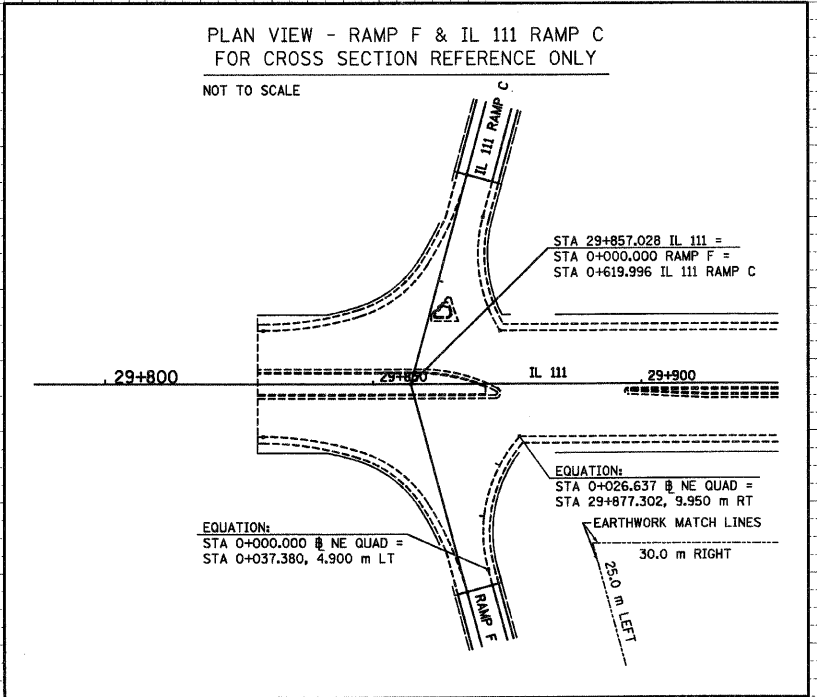 PLAN VIEW - RAMP F & IL 111 RAMP C
FOR CROSS SECTION REFERENCE ONLY
NOT TO SCALE
IL 111 RAMP C
STA 29+857.028 IL 111 =
STA 0+000.000 RAMP F =
STA 0+619.996 IL 111 RAMP C
29+800
29+850
IL 111
29+900
EQUATION:
STA 0+026.637 ℄ NE QUAD =
STA 29+877.302, 9.950 m RT
EARTHWORK MATCH LINES
30.0 m RIGHT
25.0 m LEFT
EQUATION:
STA 0+000.000 ℄ NE QUAD =
STA 0+037.380, 4.900 m LT
RAMP F